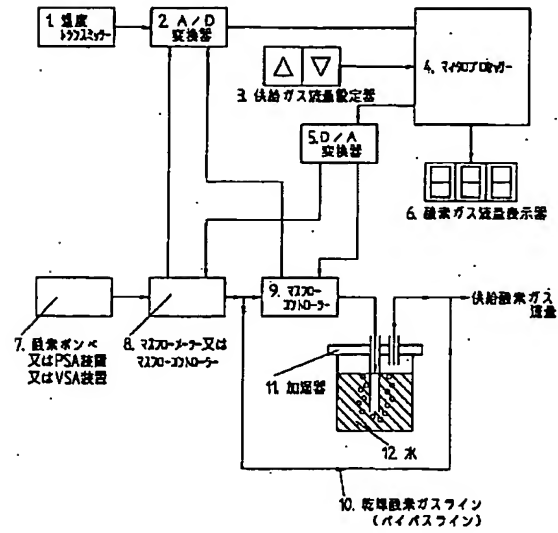 1. 湿度
トランスミッター
2. A/D
変換器
3. 供給ガス流量設定器
4. マイクロプロセッサー
5. D/A
変換器
6. 酸素ガス流量表示器
7. 酸素ボンベ
又はPSA装置
又はVSA装置
8. マスフローメーター又は
マスフローコントローラー
9. マスフロー
コントローラー
供給酸素ガス
流量
11. 加湿器
12. 水
10. 乾燥酸素ガスライン
(バイパスライン)